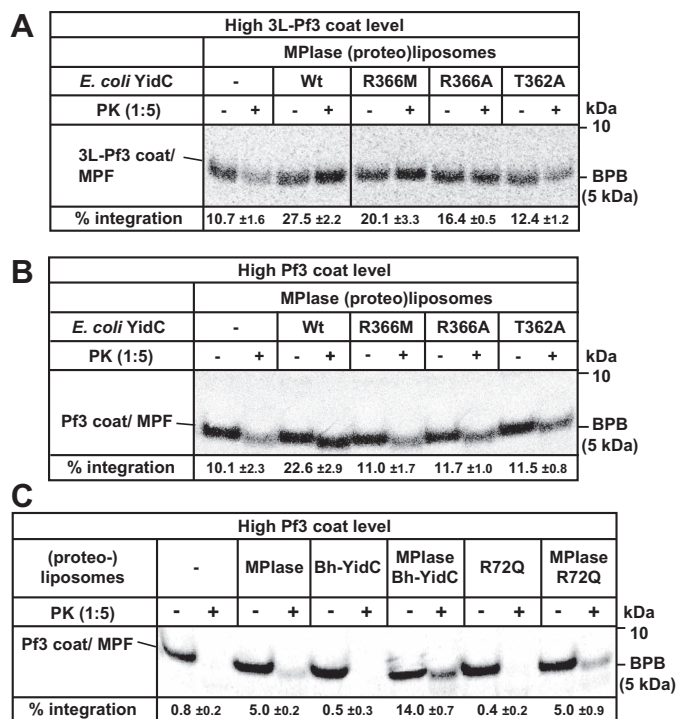 A
High 3L-Pf3 coat level
MPIase (proteo)liposomes
E. coli YidC - Wt R366M R366A T362A
PK (1:5) - + - + - + - + - + kDa
10
3L-Pf3 coat/
MPF
BPB
(5 kDa)
% integration 10.7 ±1.6 27.5 ±2.2 20.1 ±3.3 16.4 ±0.5 12.4 ±1.2
B
High Pf3 coat level
MPIase (proteo)liposomes
E. coli YidC - Wt R366M R366A T362A
PK (1:5) - + - + - + - + - + kDa
10
Pf3 coat/ MPF
BPB
(5 kDa)
% integration 10.1 ±2.3 22.6 ±2.9 11.0 ±1.7 11.7 ±1.0 11.5 ±0.8
C
High Pf3 coat level
(proteo-)
liposomes - MPIase Bh-YidC MPIase
Bh-YidC R72Q MPIase
R72Q
PK (1:5) - + - + - + - + - + - + kDa
10
Pf3 coat/ MPF
BPB
(5 kDa)
% integration 0.8 ±0.2 5.0 ±0.2 0.5 ±0.3 14.0 ±0.7 0.4 ±0.2 5.0 ±0.9